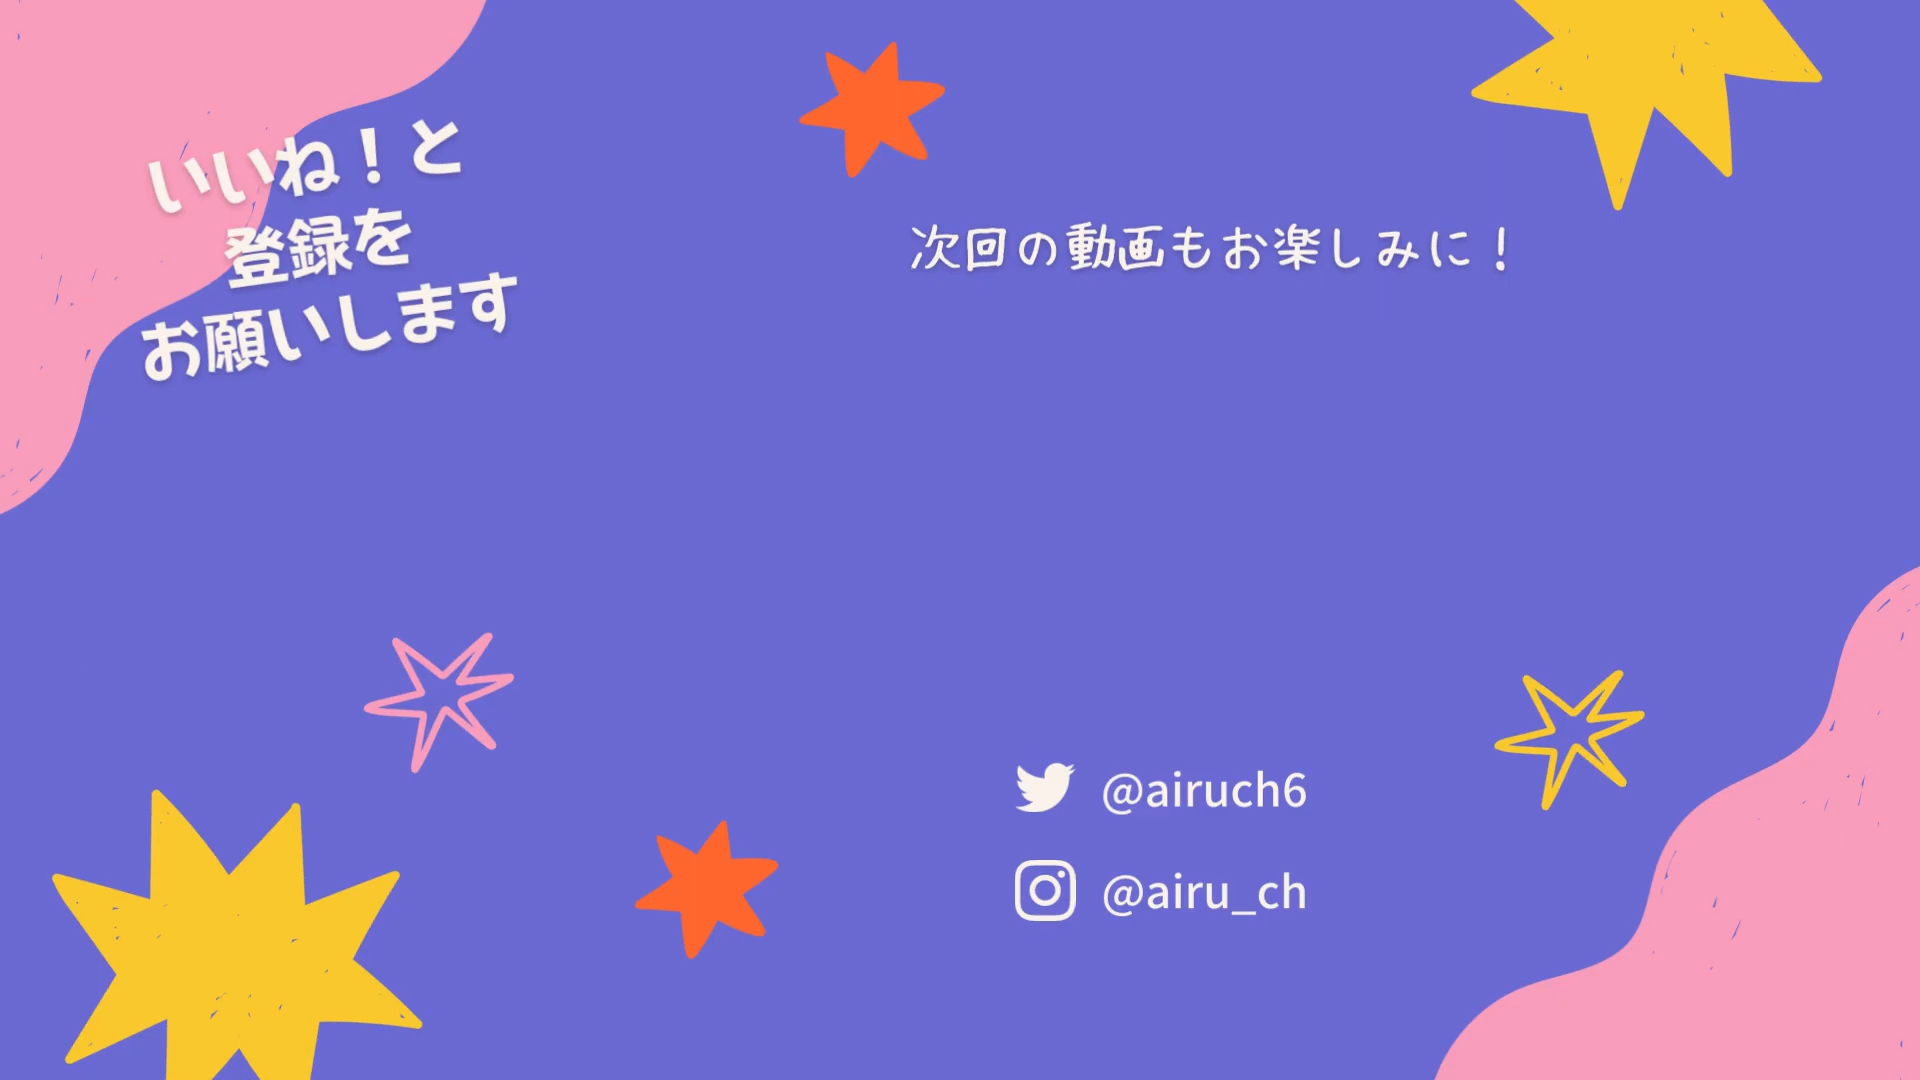 いいね！と
登録を
お願いします
次回の動画もお楽しみに！
@airuch6
@airu_ch